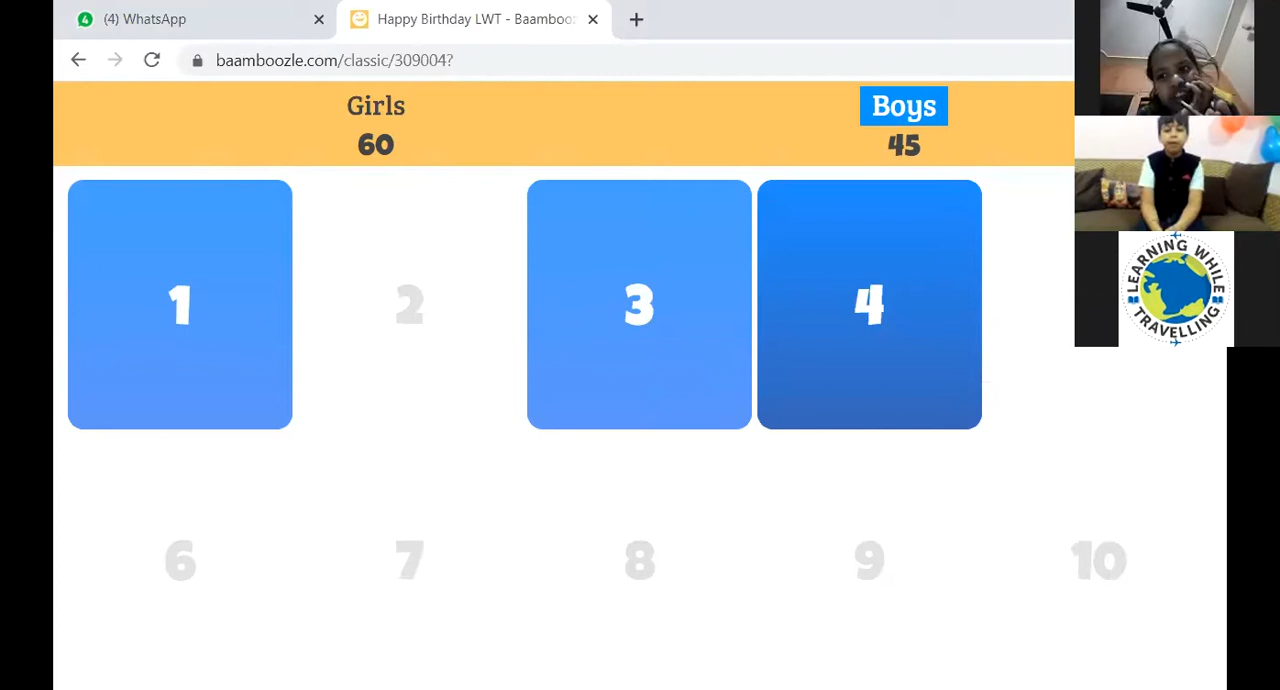 (4) WhatsApp
Happy Birthday LWT - Baambooz
baamboozle.com/classic/309004?
Girls
Boys
60
45
1
2
3
4
6
7
8
9
10
LEARNING WHILE
TRAVELLING